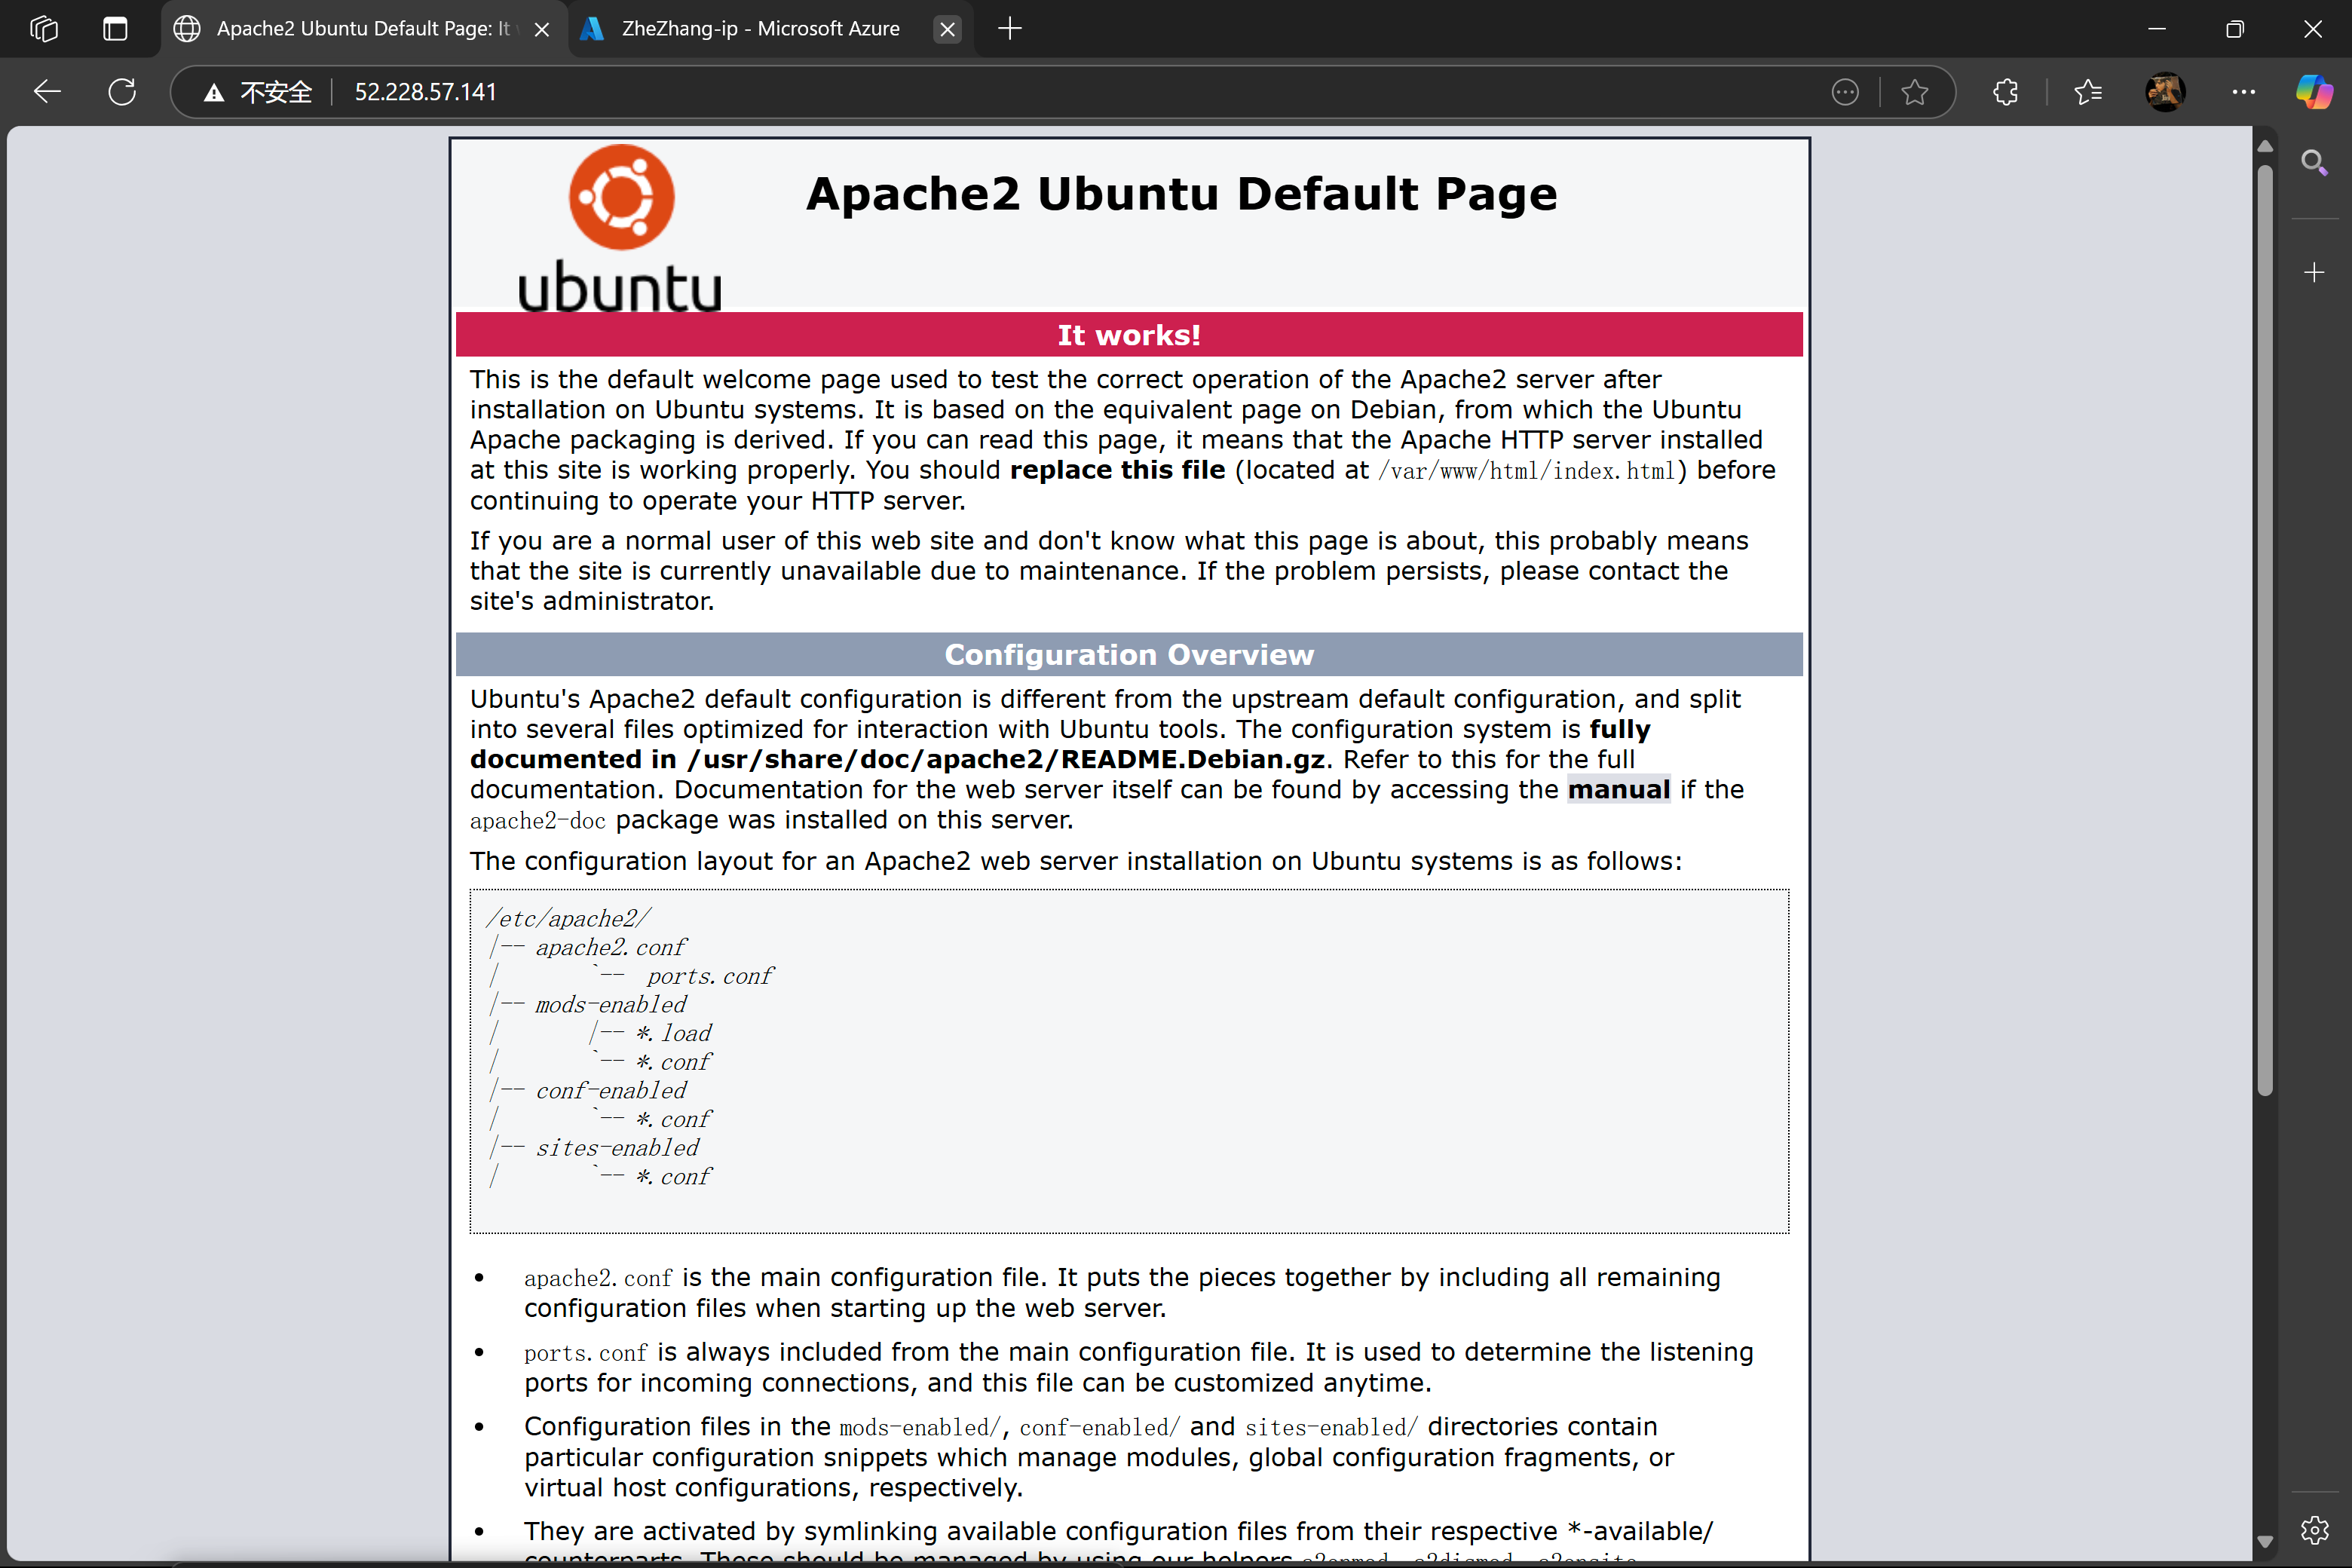 Apache2 Ubuntu Default Page: It
ZheZhang-ip - Microsoft Azure
不安全
52.228.57.141
ubuntu
Apache2 Ubuntu Default Page
It works!
This is the default welcome page used to test the correct operation of the Apache2 server after
installation on Ubuntu systems. It is based on the equivalent page on Debian, from which the Ubuntu
Apache packaging is derived. If you can read this page, it means that the Apache HTTP server installed
at this site is working properly. You should replace this file (located at /var/www/html/index.html) before
continuing to operate your HTTP server.
If you are a normal user of this web site and don't know what this page is about, this probably means
that the site is currently unavailable due to maintenance. If the problem persists, please contact the
site's administrator.
Configuration Overview
Ubuntu's Apache2 default configuration is different from the upstream default configuration, and split
into several files optimized for interaction with Ubuntu tools. The configuration system is fully
documented in /usr/share/doc/apache2/README.Debian.gz. Refer to this for the full
documentation. Documentation for the web server itself can be found by accessing the manual if the
apache2-doc package was installed on this server.
The configuration layout for an Apache2 web server installation on Ubuntu systems is as follows:
/etc/apache2/
|-- apache2.conf
|       `--  ports.conf
|-- mods-enabled
|       |-- *.load
|       `-- *.conf
|-- conf-enabled
|       `-- *.conf
|-- sites-enabled
|       `-- *.conf
• apache2.conf is the main configuration file. It puts the pieces together by including all remaining
configuration files when starting up the web server.
• ports.conf is always included from the main configuration file. It is used to determine the listening
ports for incoming connections, and this file can be customized anytime.
• Configuration files in the mods-enabled/, conf-enabled/ and sites-enabled/ directories contain
particular configuration snippets which manage modules, global configuration fragments, or
virtual host configurations, respectively.
• They are activated by symlinking available configuration files from their respective *-available/
counterparts. These should be managed by using our helpers a2enmod, a2dismod, a2ensite,